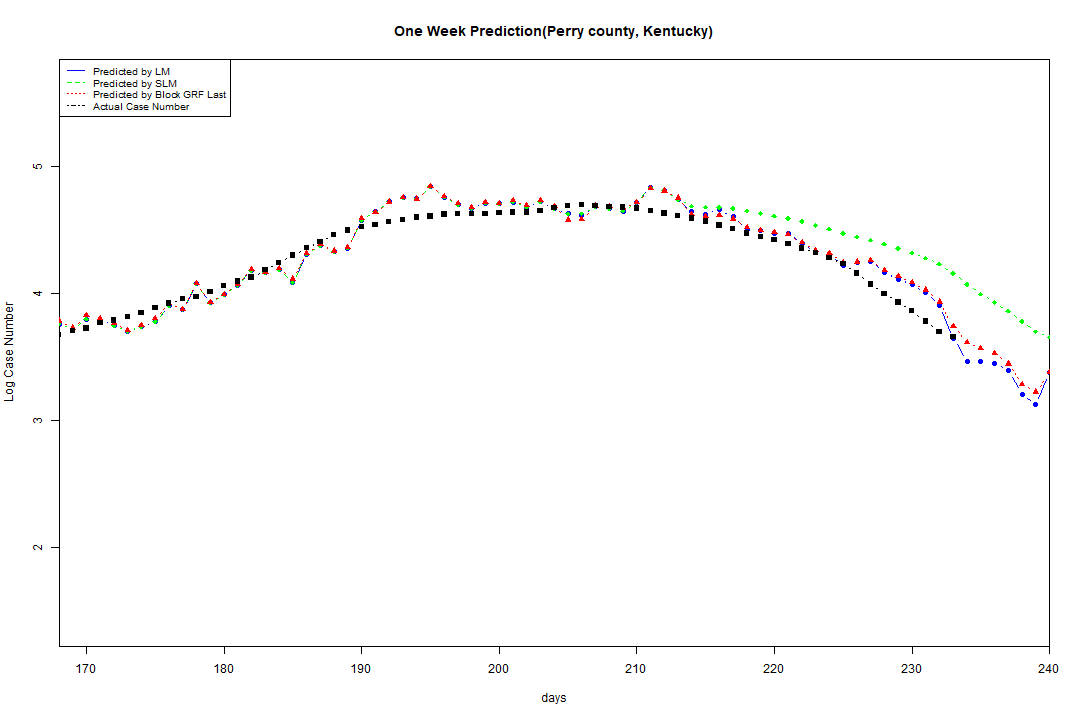 One Week Prediction(Perry county, Kentucky)
Predicted by LM
Predicted by SLM
Predicted by Block GRF Last
Actual Case Number
5
4
3
2
Log Case Number
170 180 190 200 210 220 230 240
days